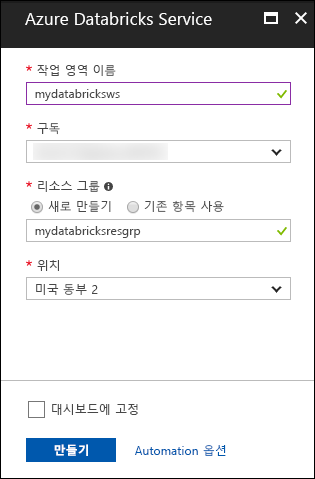 Azure Databricks Service
* 작업 영역 이름
mydatabricksws
* 구독
* 리소스 그룹
새로 만들기 기존 항목 사용
mydatabricksresgrp
* 위치
미국 동부 2
대시보드에 고정
만들기 Automation 옵션